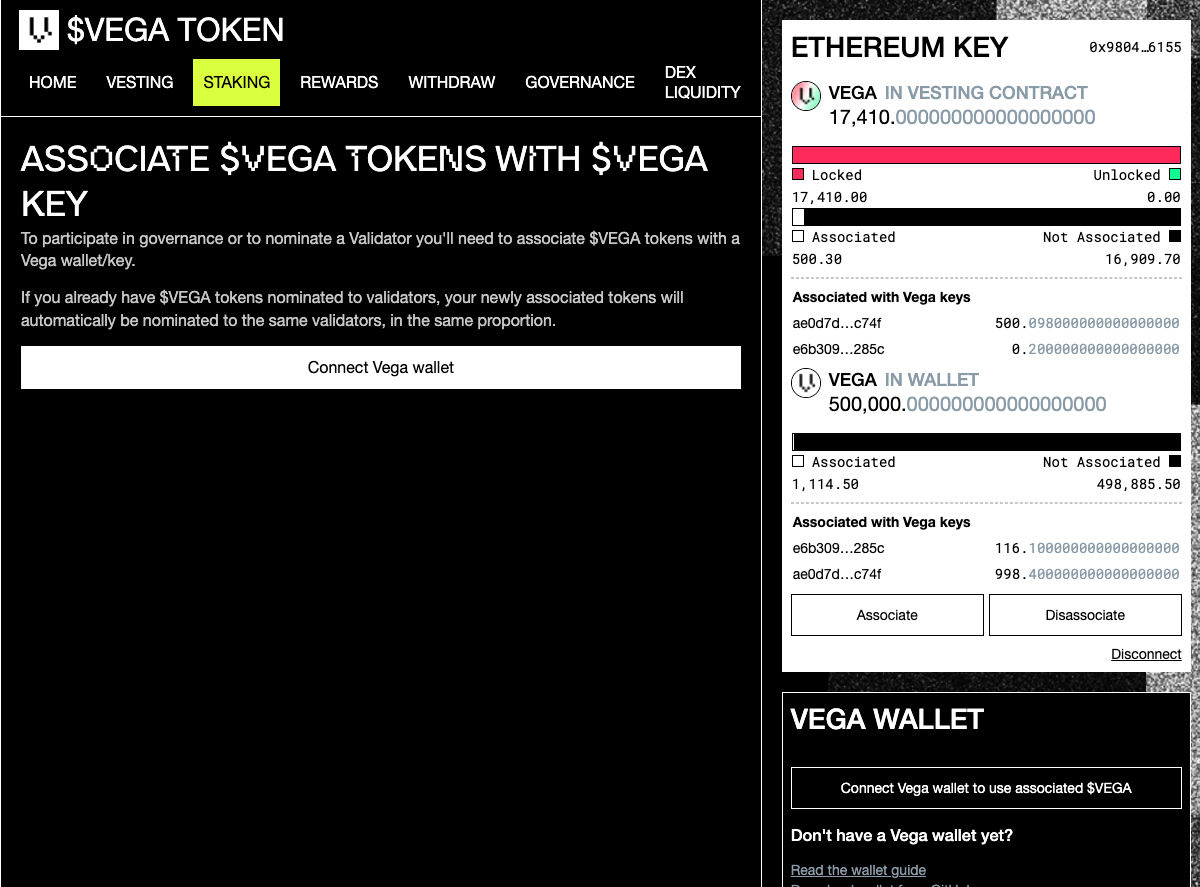 $VEGA TOKEN
HOME VESTING STAKING REWARDS WITHDRAW GOVERNANCE DEX LIQUIDITY
ASSOCIATE $VEGA TOKENS WITH $VEGA
KEY
To participate in governance or to nominate a Validator you'll need to associate $VEGA tokens with a
Vega wallet/key.
If you already have $VEGA tokens nominated to validators, your newly associated tokens will
automatically be nominated to the same validators, in the same proportion.
Connect Vega wallet
ETHEREUM KEY 0x9804…6155
VEGA IN VESTING CONTRACT
17,410.000000000000000000
Locked Unlocked
17,410.00 0.00
Associated Not Associated
500.30 16,909.70
Associated with Vega keys
ae0d7d…c74f 500.098000000000000000
e6b309…285c 0.200000000000000000
VEGA IN WALLET
500,000.000000000000000000
Associated Not Associated
1,114.50 498,885.50
Associated with Vega keys
e6b309…285c 116.100000000000000000
ae0d7d…c74f 998.400000000000000000
Associate Disassociate
Disconnect
VEGA WALLET
Connect Vega wallet to use associated $VEGA
Don't have a Vega wallet yet?
Read the wallet guide